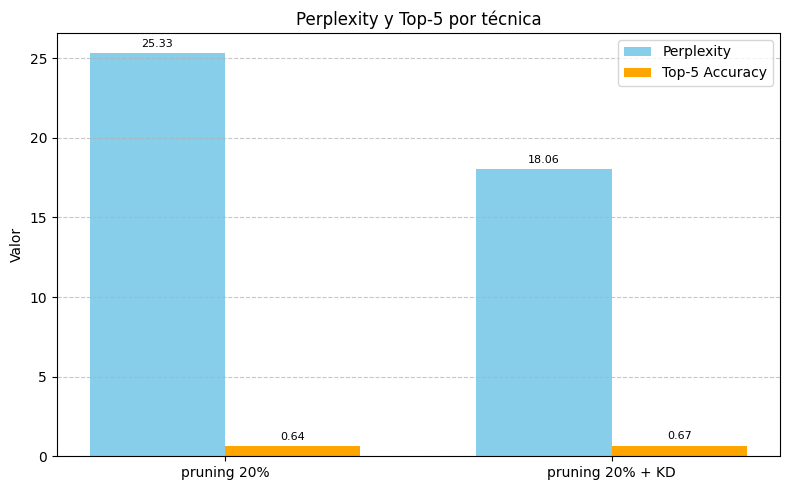 Perplexity y Top-5 por técnica
Perplexity
Top-5 Accuracy
Valor
25
20
15
10
5
0
25.33
0.64
18.06
0.67
pruning 20%
pruning 20% + KD